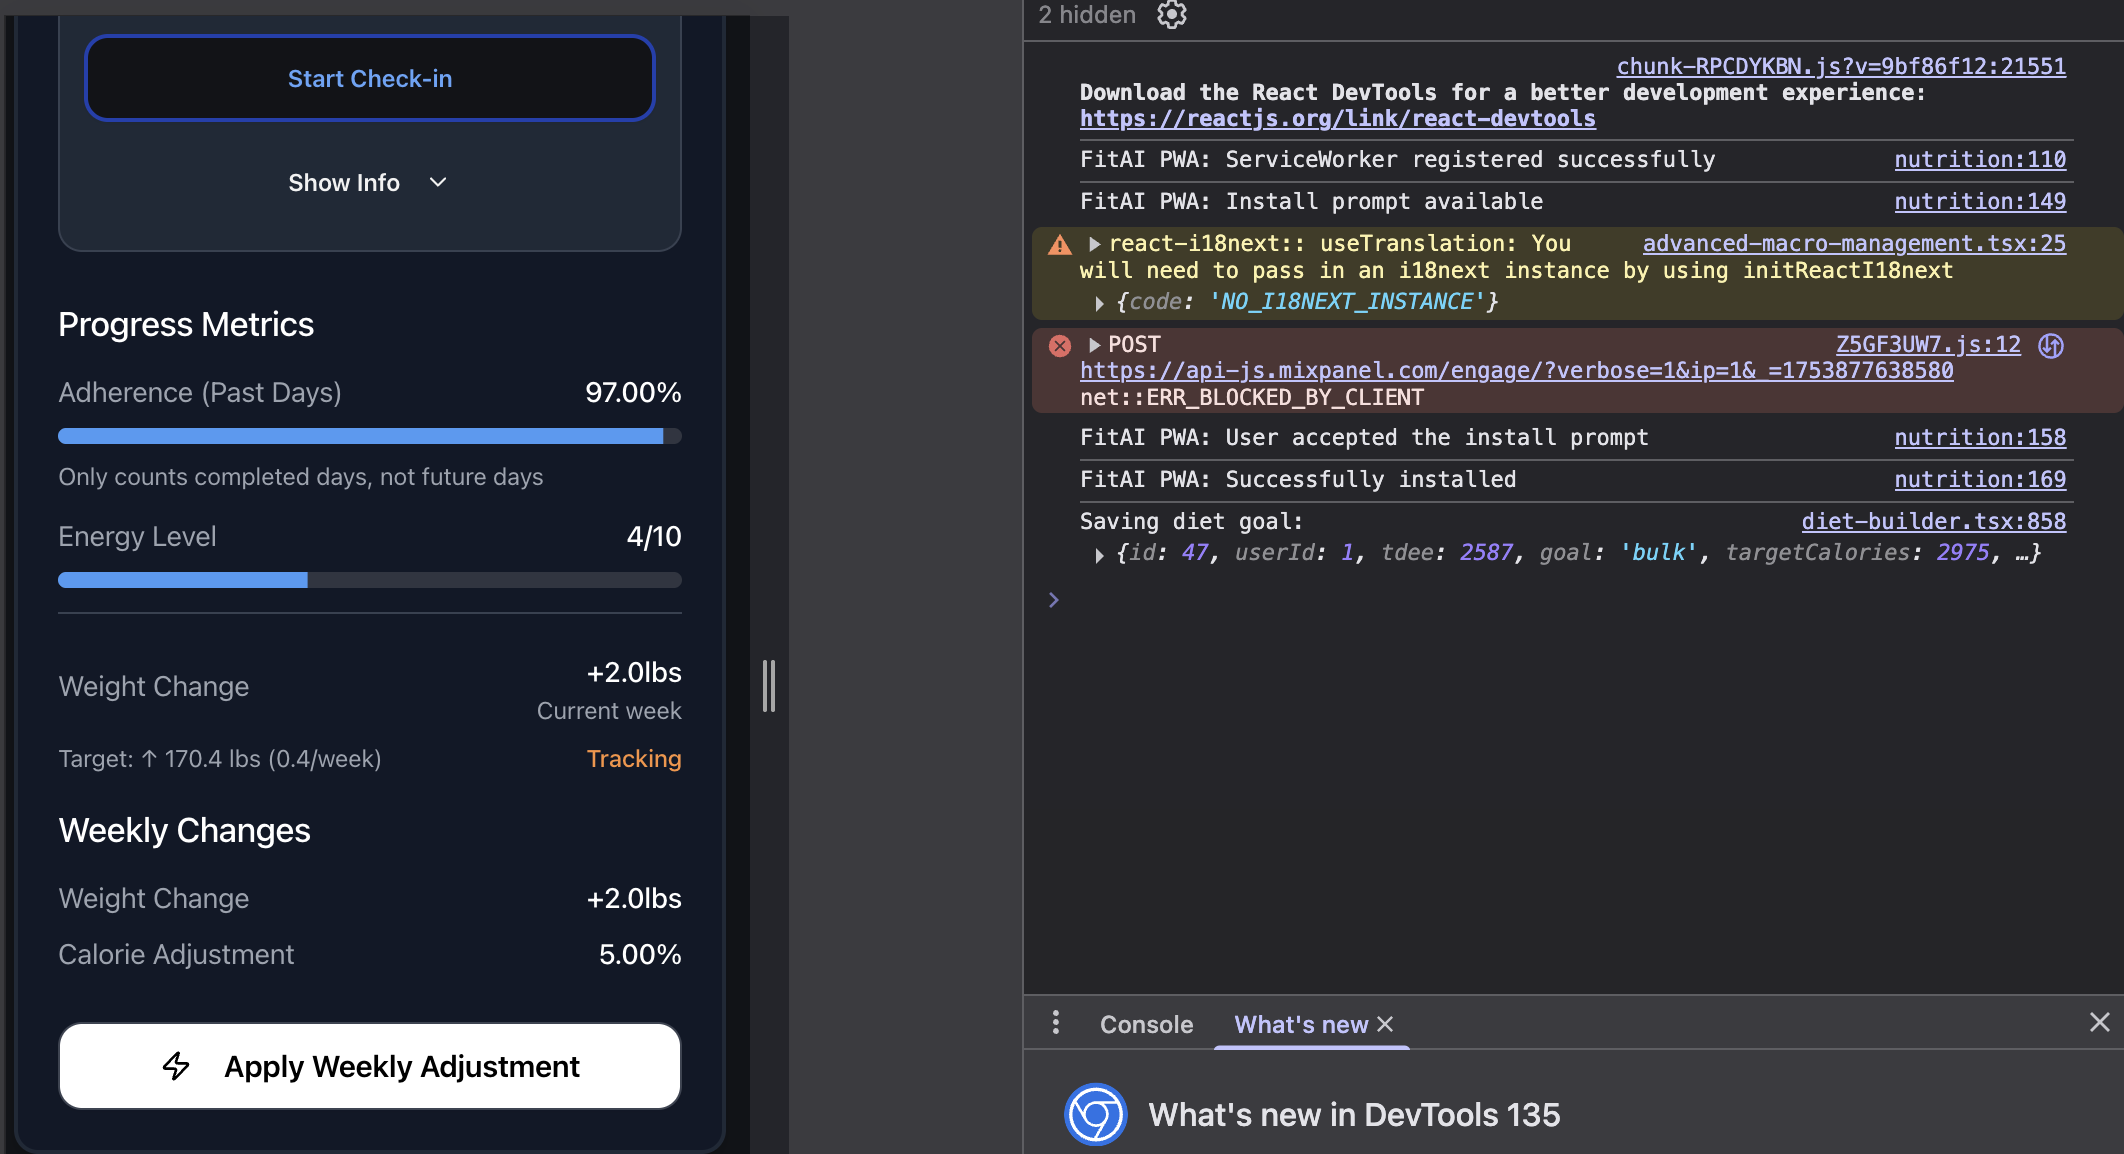 Start Check-in
Show Info
Progress Metrics
Adherence (Past Days) 97.00%
Only counts completed days, not future days
Energy Level 4/10
Weight Change +2.0lbs
Current week
Target: ↑ 170.4 lbs (0.4/week) Tracking
Weekly Changes
Weight Change +2.0lbs
Calorie Adjustment 5.00%
Apply Weekly Adjustment
2 hidden
chunk-RPCDYKBN.js?v=9bf86f12:21551
Download the React DevTools for a better development experience:
https://reactjs.org/link/react-devtools
FitAI PWA: ServiceWorker registered successfully nutrition:110
FitAI PWA: Install prompt available nutrition:149
react-i18next:: useTranslation: You advanced-macro-management.tsx:25
will need to pass in an i18next instance by using initReactI18next
{code: 'NO_I18NEXT_INSTANCE'}
POST Z5GF3UW7.js:12
https://api-js.mixpanel.com/engage/?verbose=1&ip=1&_=1753877638580
net::ERR_BLOCKED_BY_CLIENT
FitAI PWA: User accepted the install prompt nutrition:158
FitAI PWA: Successfully installed nutrition:169
Saving diet goal: diet-builder.tsx:858
{id: 47, userId: 1, tdee: 2587, goal: 'bulk', targetCalories: 2975, …}
Console What's new
What's new in DevTools 135